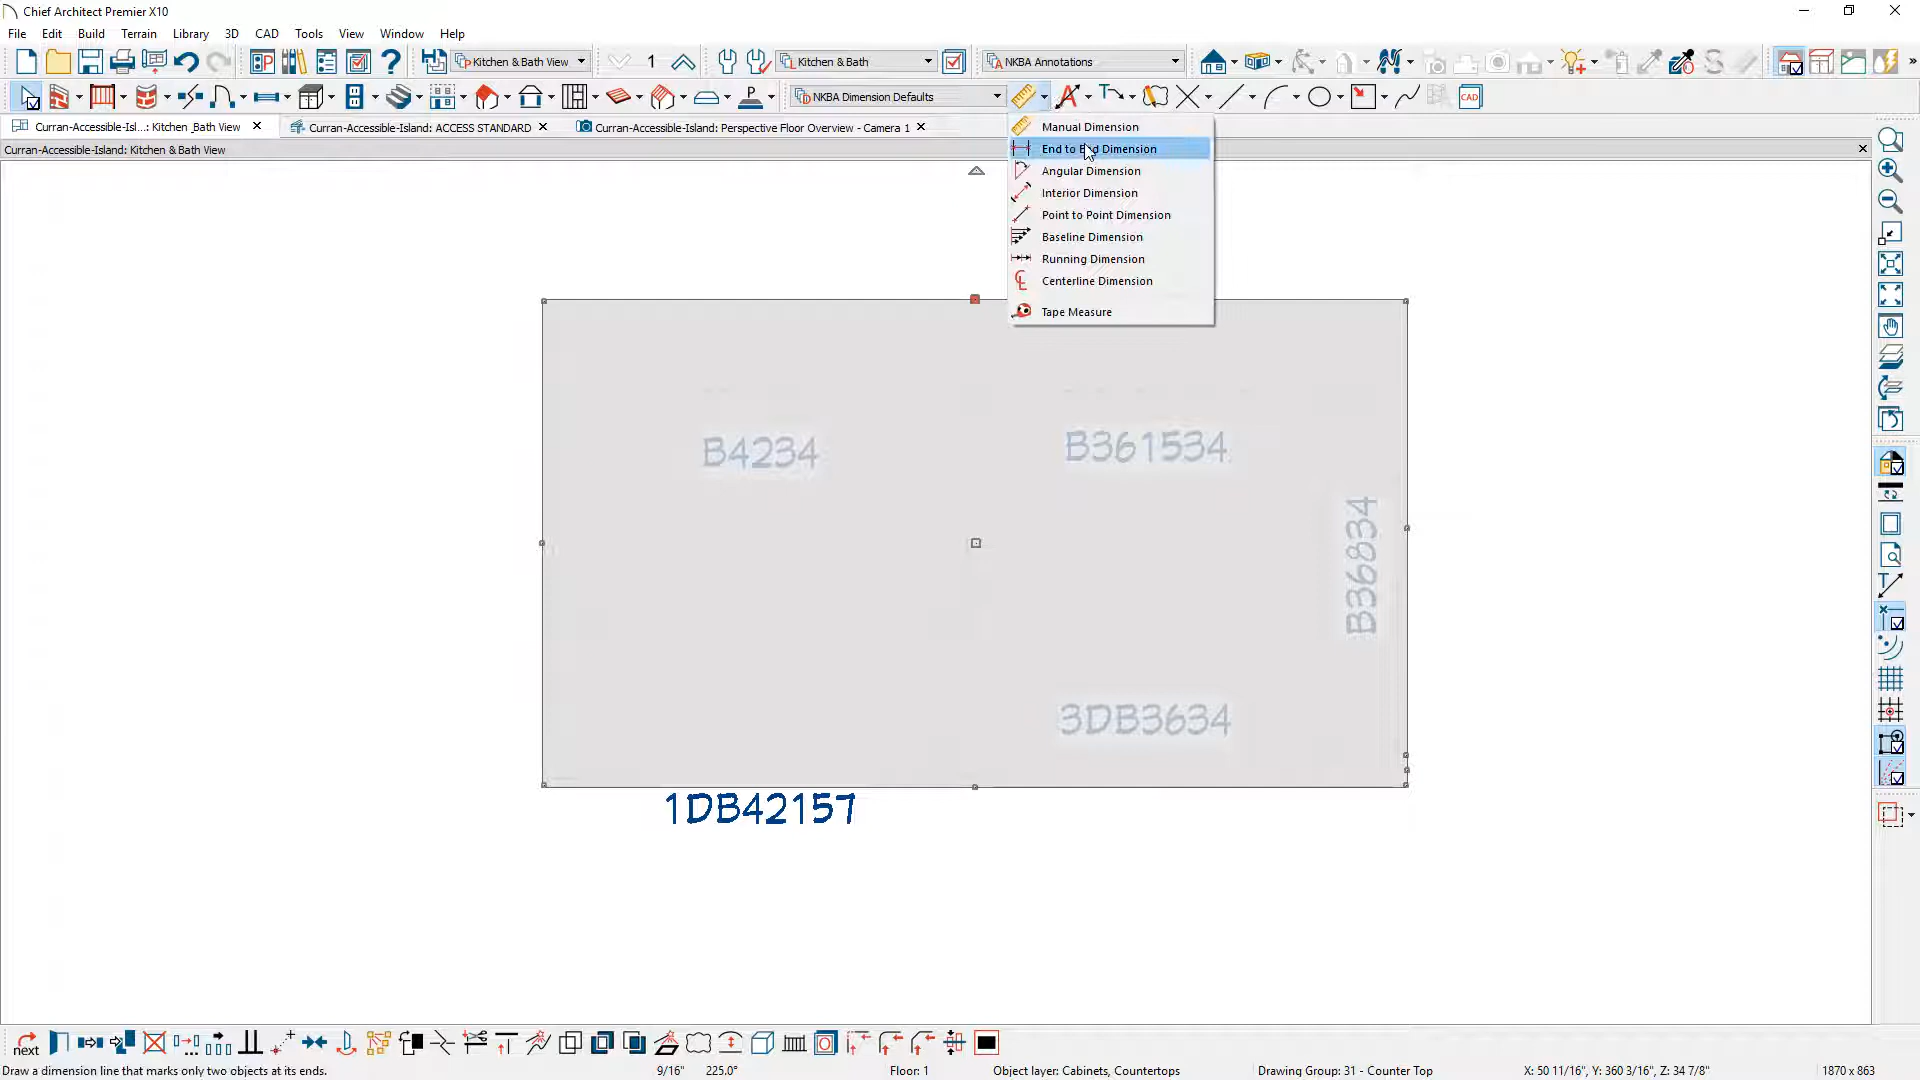 Chief Architect Premier X10
File Edit Build Terrain Library 3D CAD Tools View Window Help
Kitchen & Bath View 1 Kitchen & Bath NKBA Annotations
NKBA Dimension Defaults CAD
Curran-Accessible-Isl...: Kitchen_Bath View Curran-Accessible-Island: ACCESS STANDARD Curran-Accessible-Island: Perspective Floor Overview - Camera 1
Curran-Accessible-Island: Kitchen & Bath View
Manual Dimension
End to End Dimension
Angular Dimension
Interior Dimension
Point to Point Dimension
Baseline Dimension
Running Dimension
Centerline Dimension
Tape Measure
B4234
B361534
B36834
3DB3634
1DB42157
next
Draw a dimension line that marks only two objects at its ends. 9/16" 225.0° Floor: 1 Object layer: Cabinets, Countertops Drawing Group: 31 - Counter Top X: 50 11/16", Y: 360 3/16", Z: 34 7/8" 1870 x 863